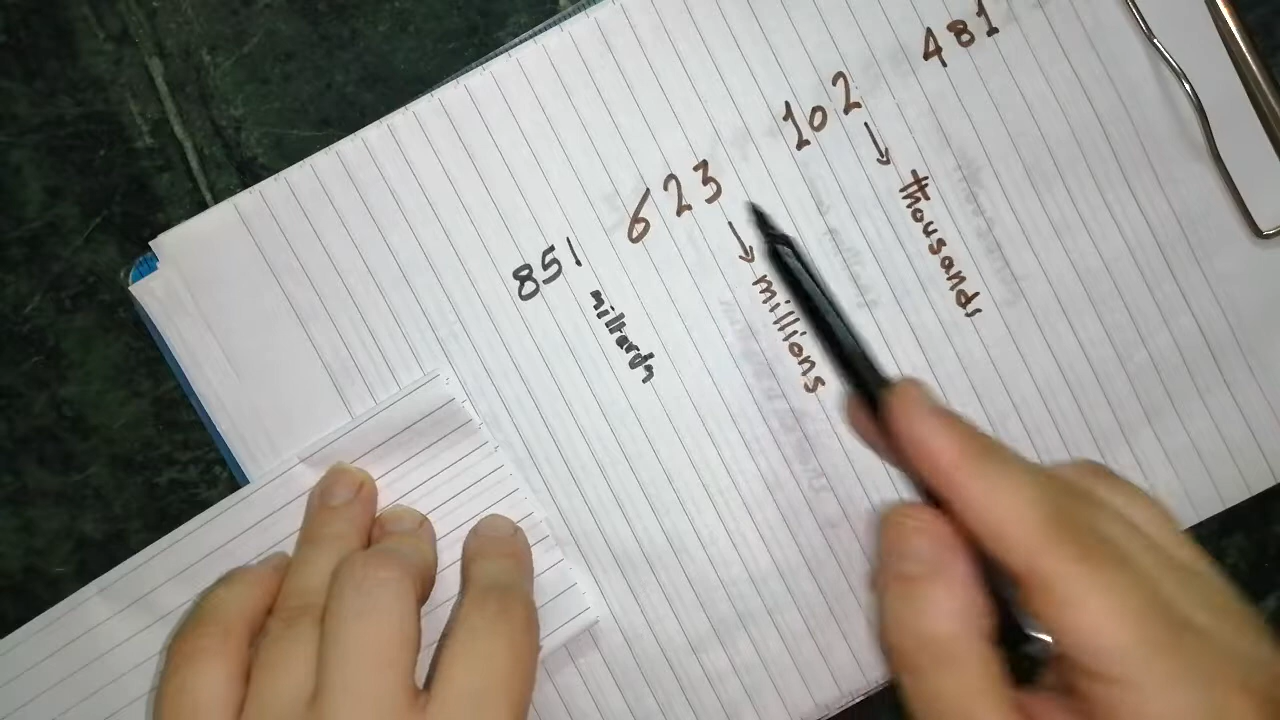 851 623 102 481
milliards
↓ millions
↓ thousands